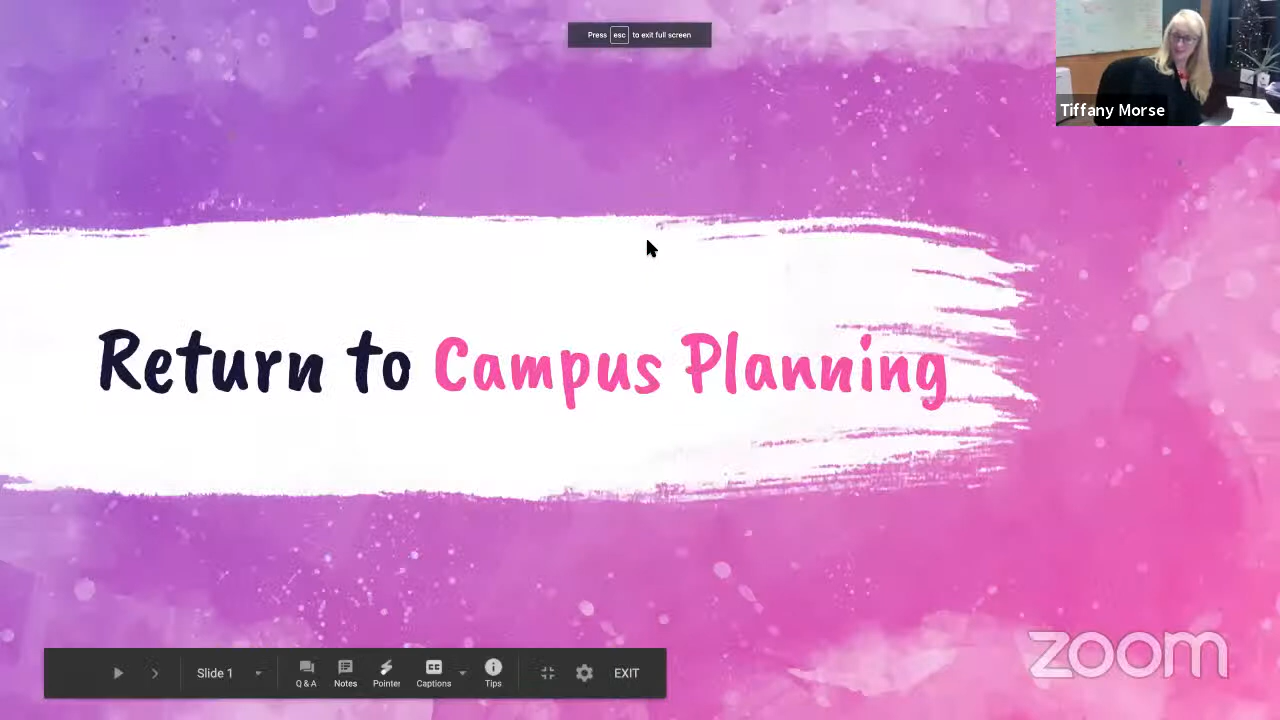 Press esc to exit full screen
Tiffany Morse
Return to Campus Planning
Slide 1
Q & A
Notes
Pointer
CC
Captions
Tips
EXIT
zoom